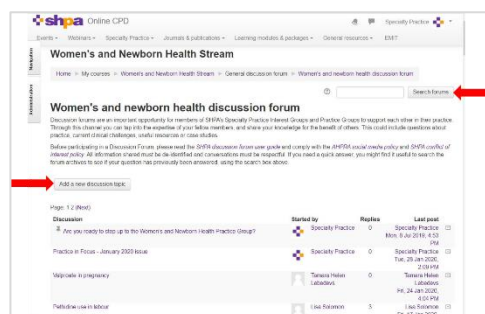 shpa Online CPD
Specialty Practice
Events Webinars Specialty Practice Journals & publications Learning modules & packages General resources EMIT
Navigation
Women's and Newborn Health Stream
Home > My courses > Women's and Newborn Health Stream > General discussion forum > Women's and newborn health discussion forum
Administration
Search forums
Women's and newborn health discussion forum
Discussion forums are an important opportunity for members of SHPA's Specialty Practice Interest Groups and Practice Groups to support each other in their practice.
Through this channel you can tap into the expertise of your fellow members, and share your knowledge for the benefit of others. This could include questions about
practice, current clinical challenges, useful resources or case studies.
Before participating in a Discussion Forum, please read the SHPA discussion forum user guide and comply with the AHPRA social media policy and SHPA conflict of
interest policy. All information shared must be de-identified and conversations must be respectful. If you need a quick answer, you might find it useful to search the
forum archives to see if your question has previously been answered, using the search box above.
Add a new discussion topic
Page: 1 2 (Next)
Discussion Started by Replies Last post
Are you ready to step up to the Women's and Newborn Health Practice Group? Specialty Practice 0 Specialty Practice
Mon, 8 Jul 2019, 4:53
PM
Practice in Focus - January 2020 issue Specialty Practice 0 Specialty Practice
Tue, 28 Jan 2020,
2:09 PM
Valproate in pregnancy Tamara Helen Lebedevs 0 Tamara Helen
Lebedevs
Fri, 24 Jan 2020,
4:04 PM
Pethidine use in labour Lisa Solomon 3 Lisa Solomon